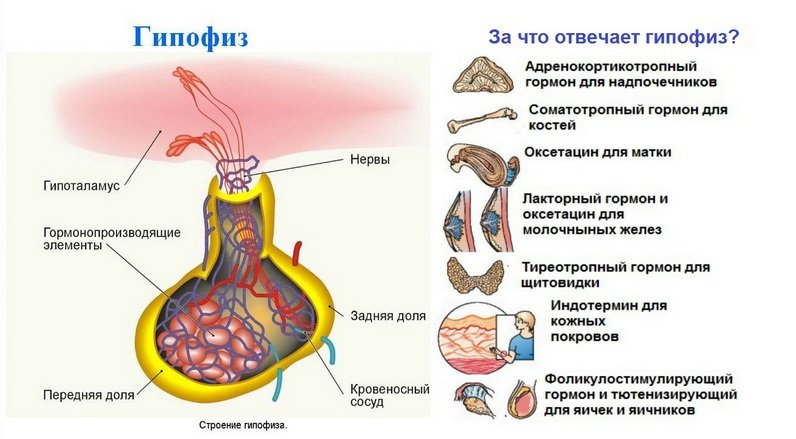 Гипофиз
Гипоталамус
Нервы
Гормонопроизводящие
элементы
Задняя доля
Передняя доля
Кровеносный
сосуд
Строение гипофиза.
За что отвечает гипофиз?
Адренокортикотропный
гормон для надпочечников
Соматотропный гормон для
костей
Оксетацин для матки
Лакторный гормон и
оксетацин для
молочныных желез
Тиреотропный гормон для
щитовидки
Индотермин для
кожных
покровов
Фоликулостимулирующий
гормон и тютенизирующий
для яичек и яичников